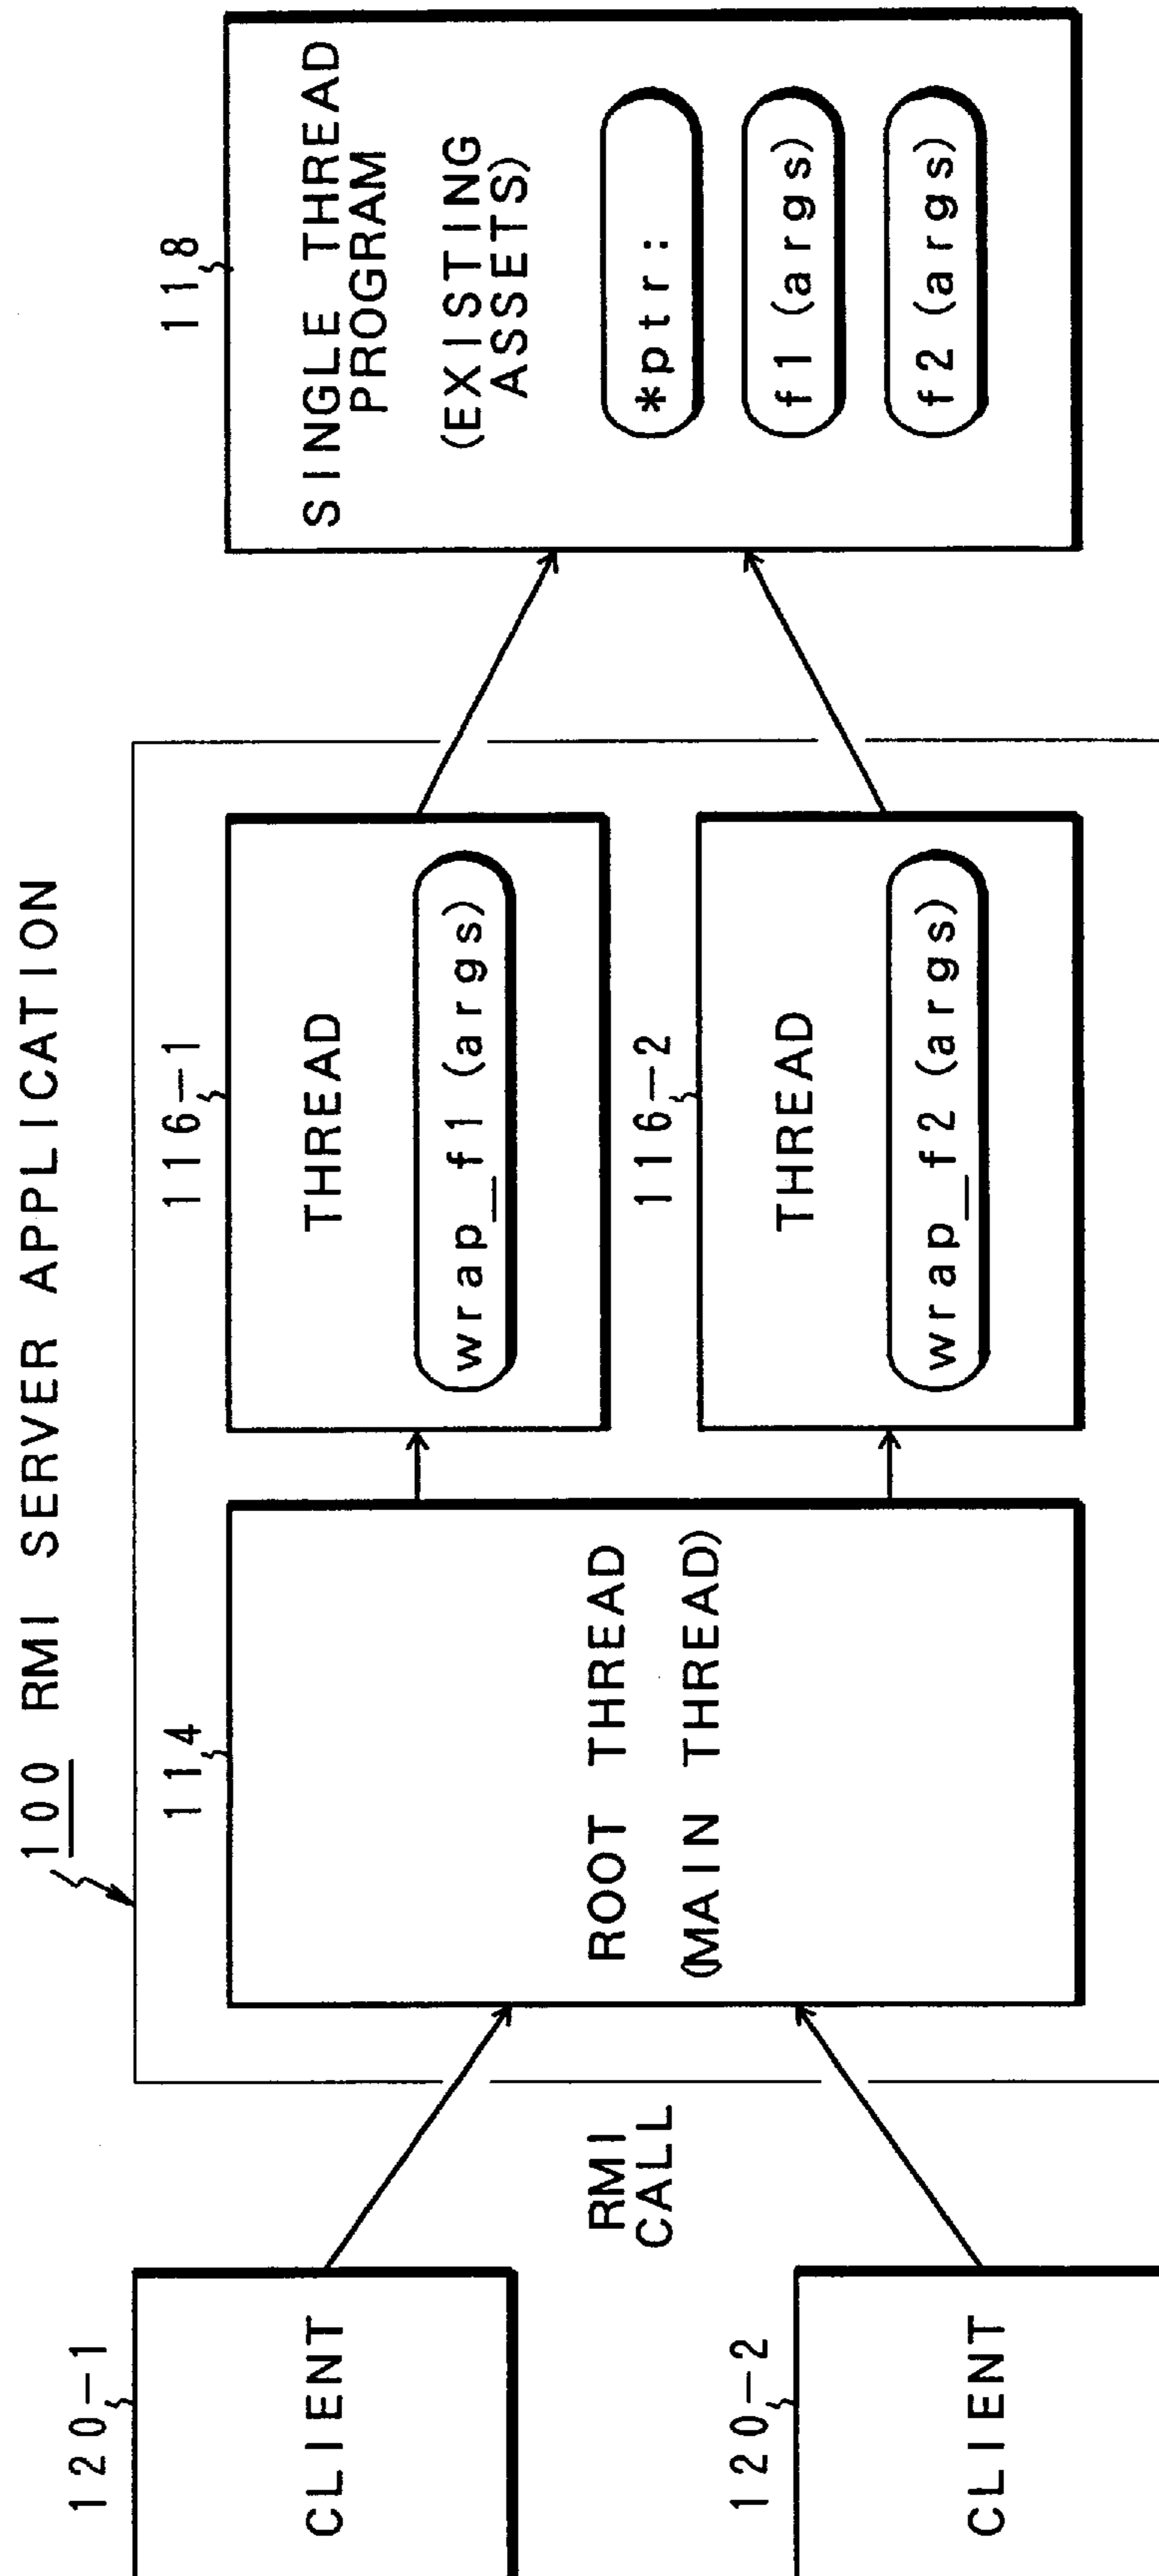 100 RMI SERVER APPLICATION
120-1
CLIENT
120-2
CLIENT
RMI
CALL
114
ROOT THREAD
(MAIN THREAD)
116-1
THREAD
wrap_f1 (args)
116-2
THREAD
wrap_f2 (args)
118
SINGLE THREAD
PROGRAM
(EXISTING
ASSETS)
*ptr:
f1 (args)
f2 (args)